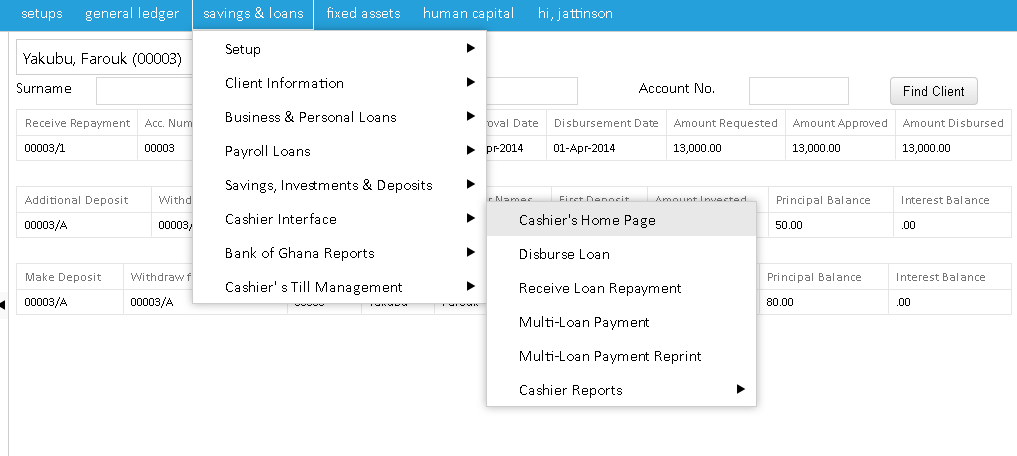 setups general ledger savings & loans fixed assets human capital hi, jattinson
Yakubu, Farouk (00003)
Surname Account No. Find Client
Receive Repayment Acc. Num oval Date Disbursement Date Amount Requested Amount Approved Amount Disbursed
00003/1 00003 pr-2014 01-Apr-2014 13,000.00 13,000.00 13,000.00
Additional Deposit Withd r Names First Deposit Amount Invested Principal Balance Interest Balance
00003/A 00003/ 50.00 .00
Make Deposit Withdraw f Principal Balance Interest Balance
00003/A 00003/A 00003 Yakubu Farouk 80.00 .00
Setup
Client Information
Business & Personal Loans
Payroll Loans
Savings, Investments & Deposits
Cashier Interface
Bank of Ghana Reports
Cashier' s Till Management
Cashier's Home Page
Disburse Loan
Receive Loan Repayment
Multi-Loan Payment
Multi-Loan Payment Reprint
Cashier Reports